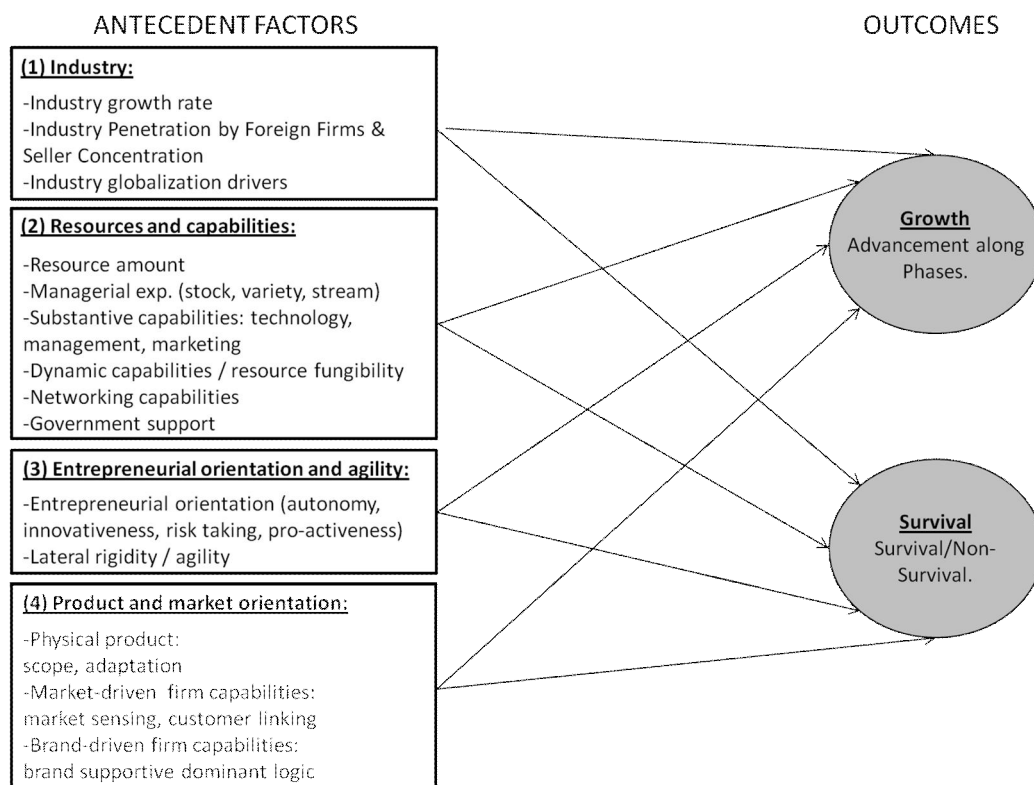 ANTECEDENT FACTORS
OUTCOMES
(1) Industry:
-Industry growth rate
-Industry Penetration by Foreign Firms &
Seller Concentration
-Industry globalization drivers
(2) Resources and capabilities:
-Resource amount
-Managerial exp. (stock, variety, stream)
-Substantive capabilities: technology,
management, marketing
-Dynamic capabilities / resource fungibility
-Networking capabilities
-Government support
(3) Entrepreneurial orientation and agility:
-Entrepreneurial orientation (autonomy,
innovativeness, risk taking, pro-activeness)
-Lateral rigidity / agility
(4) Product and market orientation:
-Physical product:
scope, adaptation
-Market-driven firm capabilities:
market sensing, customer linking
-Brand-driven firm capabilities:
brand supportive dominant logic
Growth
Advancement along
Phases.
Survival
Survival/Non-
Survival.